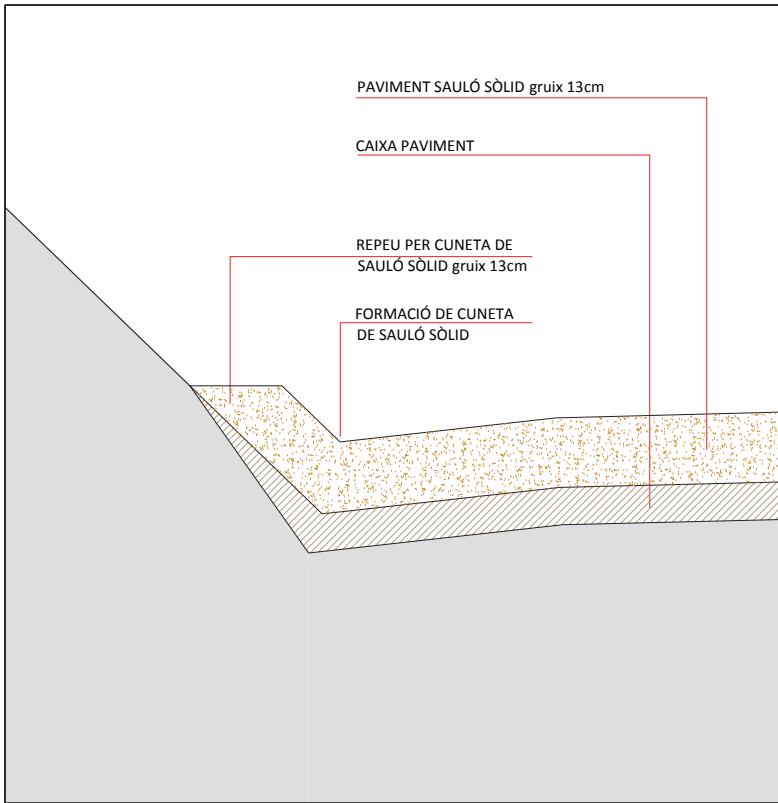 PAVIMENT SAULÓ SÒLID gruix 13cm
CAIXA PAVIMENT
REPEU PER CUNETA DE
SAULÓ SÒLID gruix 13cm
FORMACIÓ DE CUNETA
DE SAULÓ SÒLID